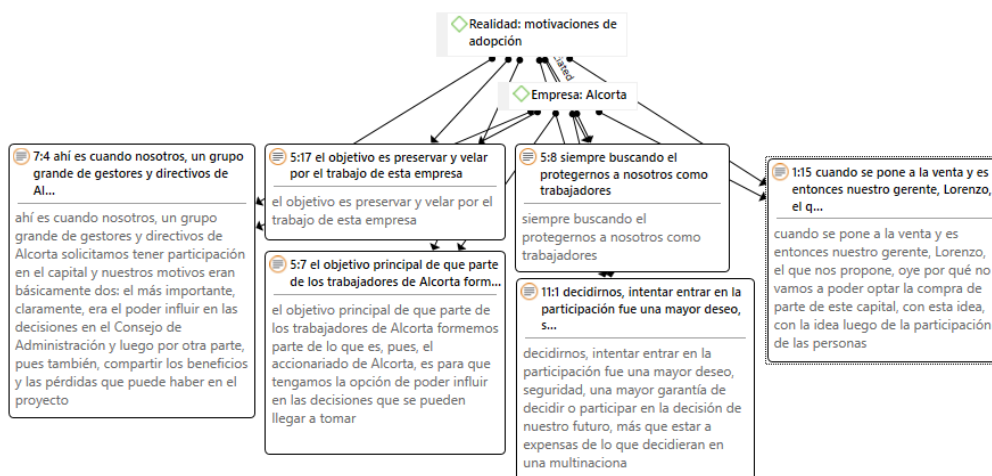 Realidad: motivaciones de
adopción
ciated
Empresa: Alcorta
7:4 ahí es cuando nosotros, un grupo
grande de gestores y directivos de
Al...
ahí es cuando nosotros, un grupo
grande de gestores y directivos de
Alcorta solicitamos tener participación
en el capital y nuestros motivos eran
básicamente dos: el más importante,
claramente, era el poder influir en las
decisiones en el Consejo de
Administración y luego por otra parte,
pues también, compartir los beneficios
y las pérdidas que puede haber en el
proyecto
5:17 el objetivo es preservar y velar
por el trabajo de esta empresa
el objetivo es preservar y velar por el
trabajo de esta empresa
5:7 el objetivo principal de que parte
de los trabajadores de Alcorta form...
el objetivo principal de que parte de
los trabajadores de Alcorta formemos
parte de lo que es, pues, el
accionariado de Alcorta, es para que
tengamos la opción de poder influir
en las decisiones que se pueden
llegar a tomar
5:8 siempre buscando el
protegernos a nosotros como
trabajadores
siempre buscando el
protegernos a nosotros como
trabajadores
11:1 decidirnos, intentar entrar en la
participación fue una mayor deseo,
s...
decidirnos, intentar entrar en la
participación fue una mayor deseo,
seguridad, una mayor garantía de
decidir o participar en la decisión de
nuestro futuro, más que estar a
expensas de lo que decidieran en
una multinaciona
1:15 cuando se pone a la venta y es
entonces nuestro gerente, Lorenzo,
el q...
cuando se pone a la venta y es
entonces nuestro gerente, Lorenzo,
el que nos propone, oye por qué no
vamos a poder optar la compra de
parte de este capital, con esta idea,
con la idea luego de la participación
de las personas